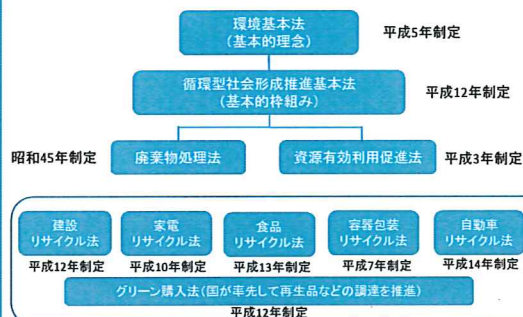 環境基本法
(基本的理念)
平成5年制定
循環型社会形成推進基本法
(基本的枠組み)
平成12年制定
昭和45年制定
廃棄物処理法
資源有効利用促進法
平成3年制定
建設
リサイクル法
家電
リサイクル法
食品
リサイクル法
容器包装
リサイクル法
自動車
リサイクル法
平成12年制定
平成10年制定
平成13年制定
平成7年制定
平成14年制定
グリーン購入法(国が率先して再生品などの調達を推進)
平成12年制定